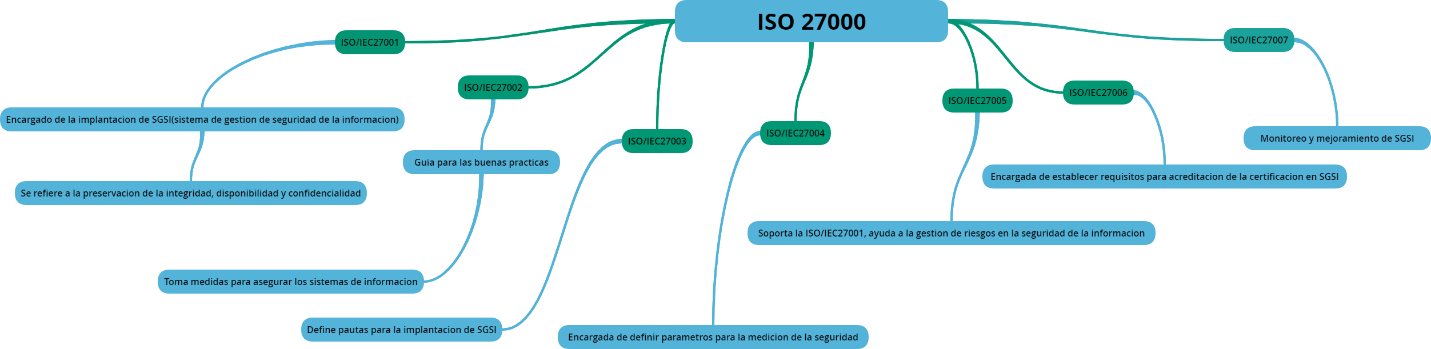 ISO 27000
ISO/IEC27001
Encargado de la implantacion de SGSI(sistema de gestion de seguridad de la informacion)
Se refiere a la preservacion de la integridad, disponibilidad y confidencialidad
ISO/IEC27002
Guia para las buenas practicas
Toma medidas para asegurar los sistemas de informacion
ISO/IEC27003
Define pautas para la implantacion de SGSI
ISO/IEC27004
Encargada de definir parametros para la medicion de la seguridad
ISO/IEC27005
Soporta la ISO/IEC27001, ayuda a la gestion de riesgos en la seguridad de la informacion
ISO/IEC27006
Encargada de establecer requisitos para acreditacion de la certificacion en SGSI
ISO/IEC27007
Monitoreo y mejoramiento de SGSI